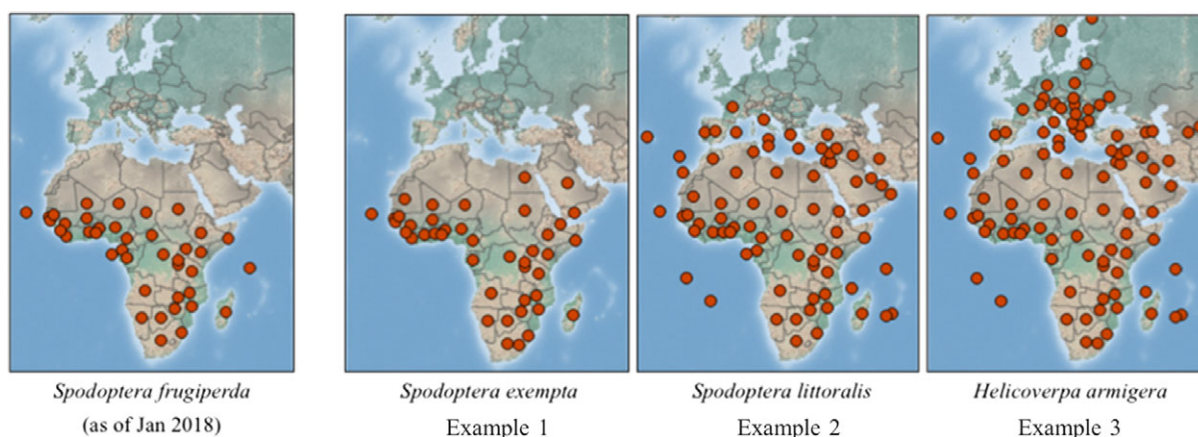 Spodoptera frugiperda
(as of Jan 2018)
Spodoptera exempta
Example 1
Spodoptera littoralis
Example 2
Helicoverpa armigera
Example 3